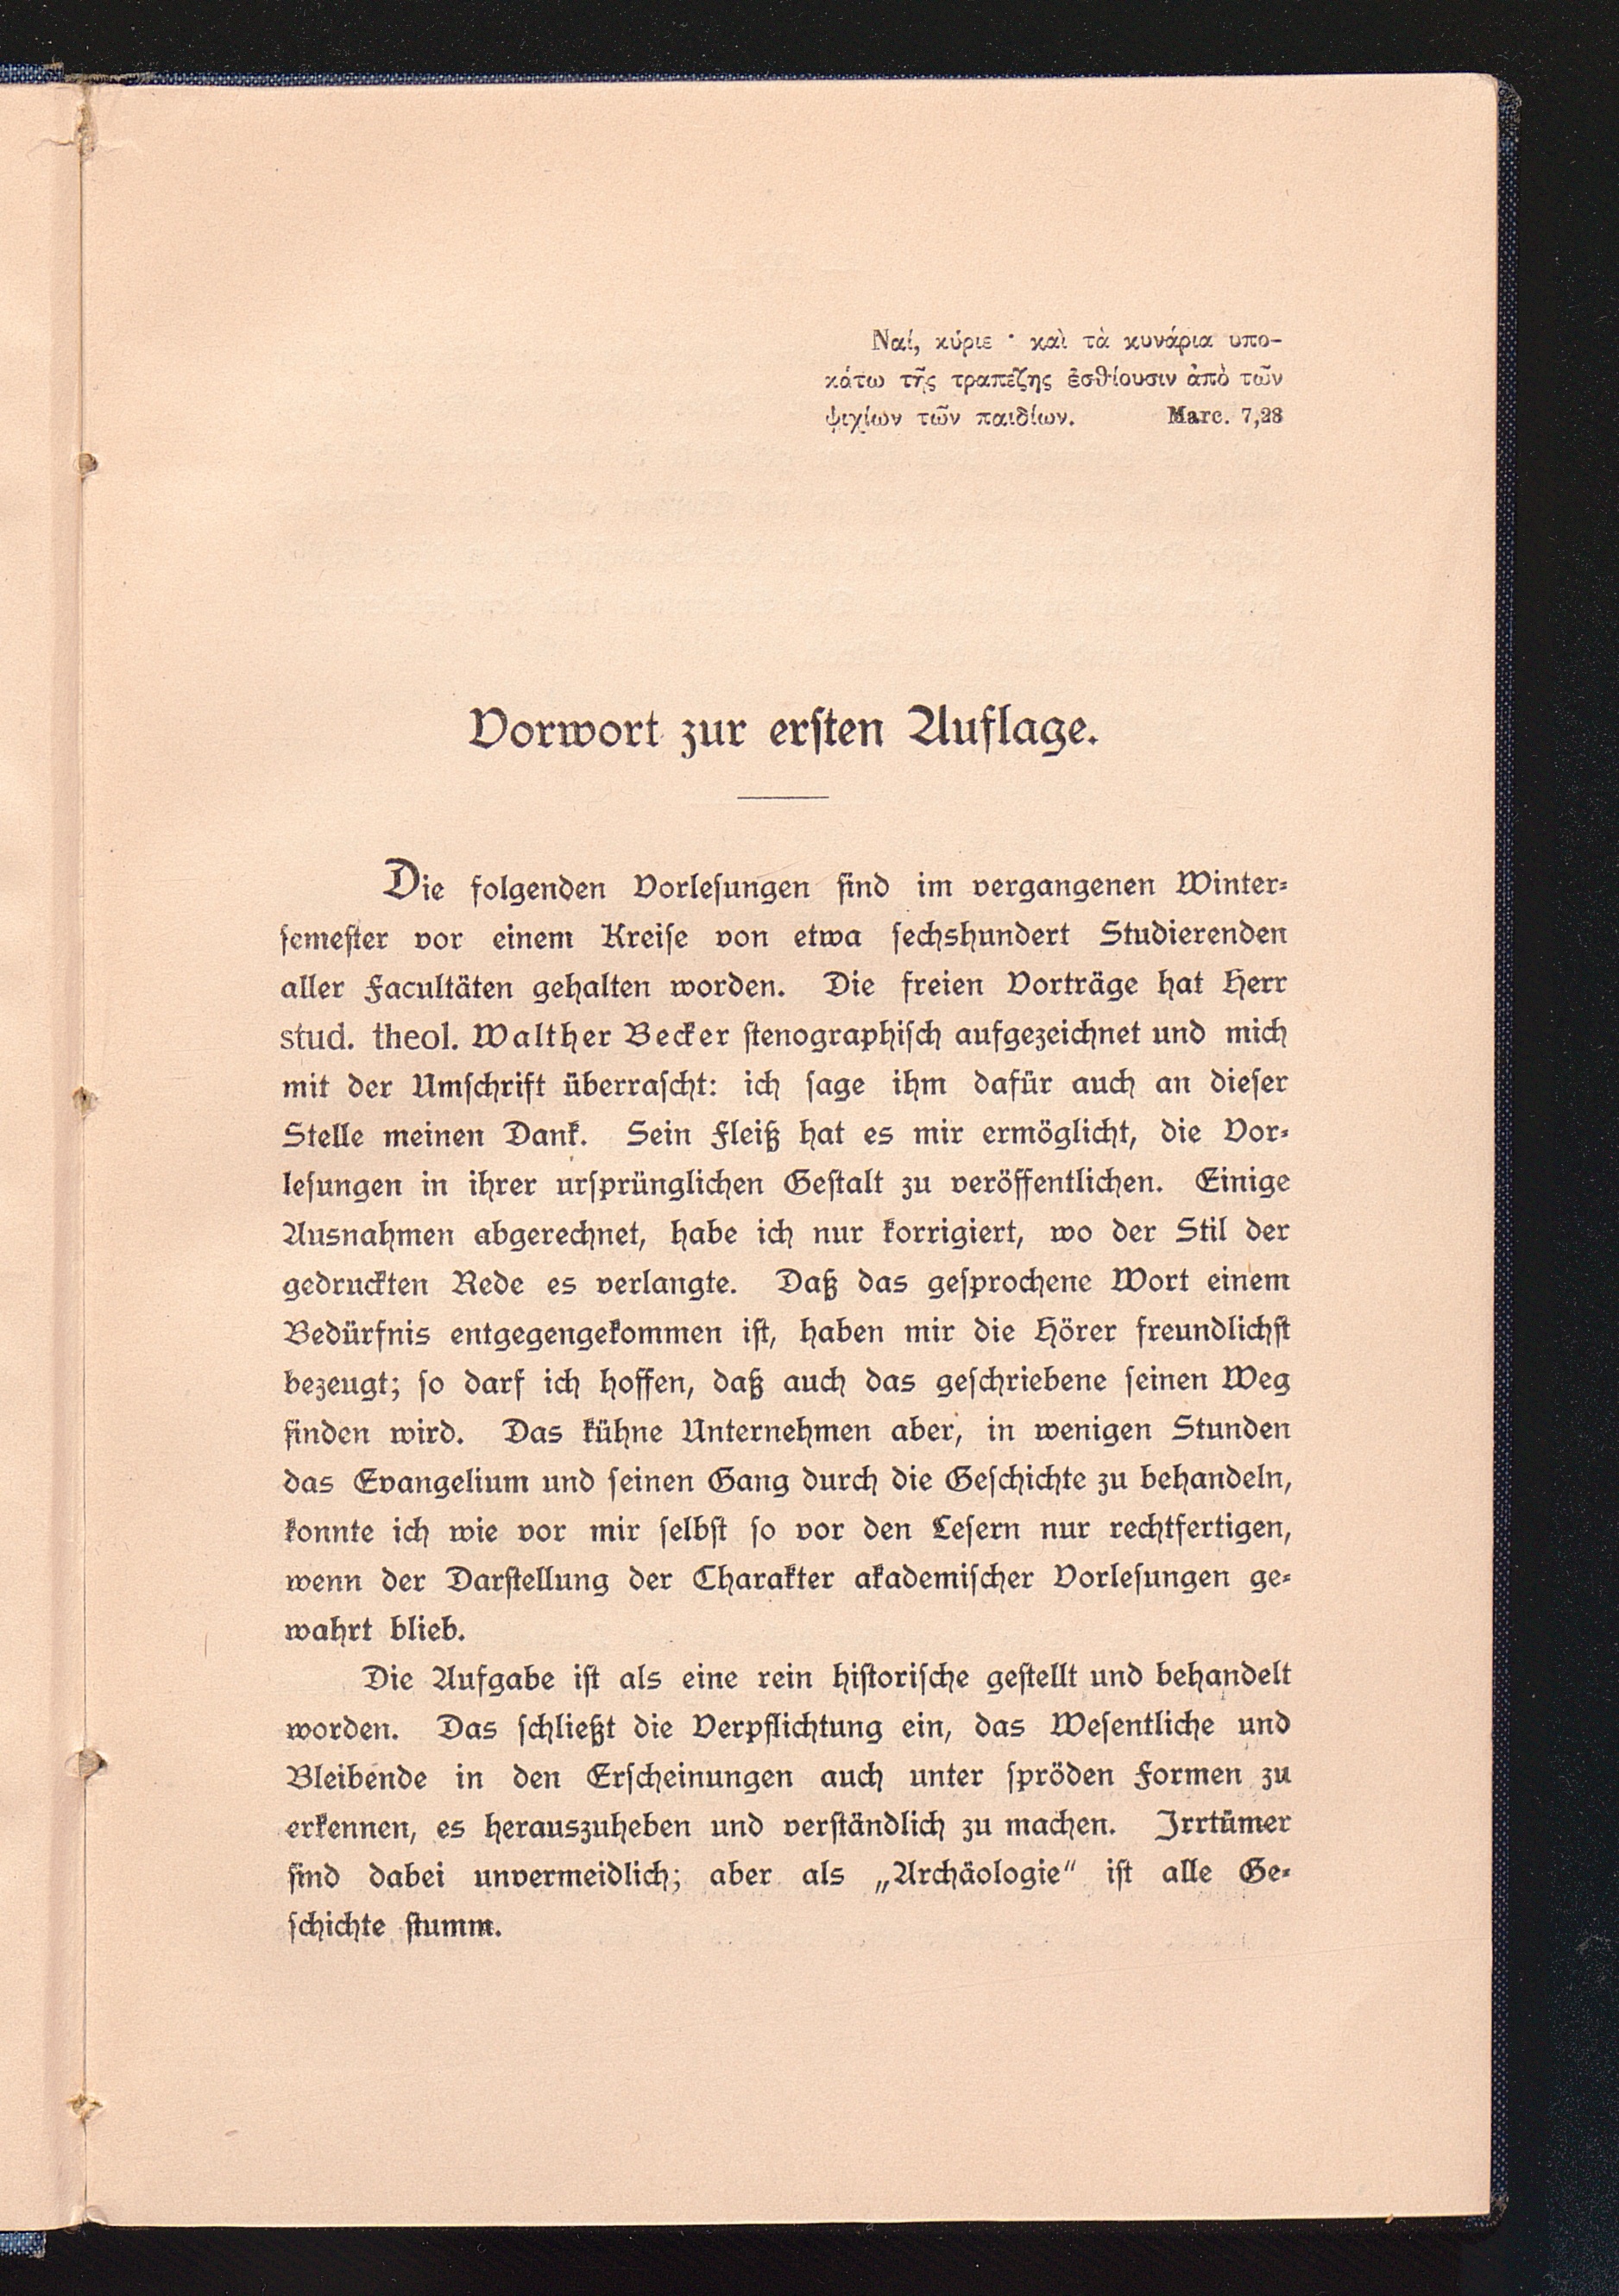 Ναί, κύριε · καὶ τὰ κυνάρια υπο-
κάτω τῆς τραπέζης ἐσθίουσιν ἀπὸ τῶν
ψιχίων τῶν παιδίων. Marc. 7,28
Vorwort zur erſten Auflage.
Die folgenden Vorleſungen ſind im vergangenen Winter-
ſemeſter vor einem Kreiſe von etwa ſechshundert Studierenden
aller Facultäten gehalten worden. Die freien Vorträge hat Herr
stud. theol. Walther Becker ſtenographiſch aufgezeichnet und mich
mit der Umſchrift überraſcht: ich ſage ihm dafür auch an dieſer
Stelle meinen Dank. Sein Fleiß hat es mir ermöglicht, die Vor-
leſungen in ihrer urſprünglichen Geſtalt zu veröffentlichen. Einige
Ausnahmen abgerechnet, habe ich nur korrigiert, wo der Stil der
gedruckten Rede es verlangte. Daß das geſprochene Wort einem
Bedürfnis entgegengekommen iſt, haben mir die Hörer freundlichſt
bezeugt; ſo darf ich hoffen, daß auch das geſchriebene ſeinen Weg
finden wird. Das kühne Unternehmen aber, in wenigen Stunden
das Evangelium und ſeinen Gang durch die Geſchichte zu behandeln,
konnte ich wie vor mir ſelbſt ſo vor den Leſern nur rechtfertigen,
wenn der Darſtellung der Charakter akademiſcher Vorleſungen ge-
wahrt blieb.
Die Aufgabe iſt als eine rein hiſtoriſche geſtellt und behandelt
worden. Das ſchließt die Verpflichtung ein, das Weſentliche und
Bleibende in den Erſcheinungen auch unter ſpröden Formen zu
erkennen, es herauszuheben und verſtändlich zu machen. Irrtümer
ſind dabei unvermeidlich; aber als „Archäologie“ iſt alle Ge-
ſchichte ſtumm.